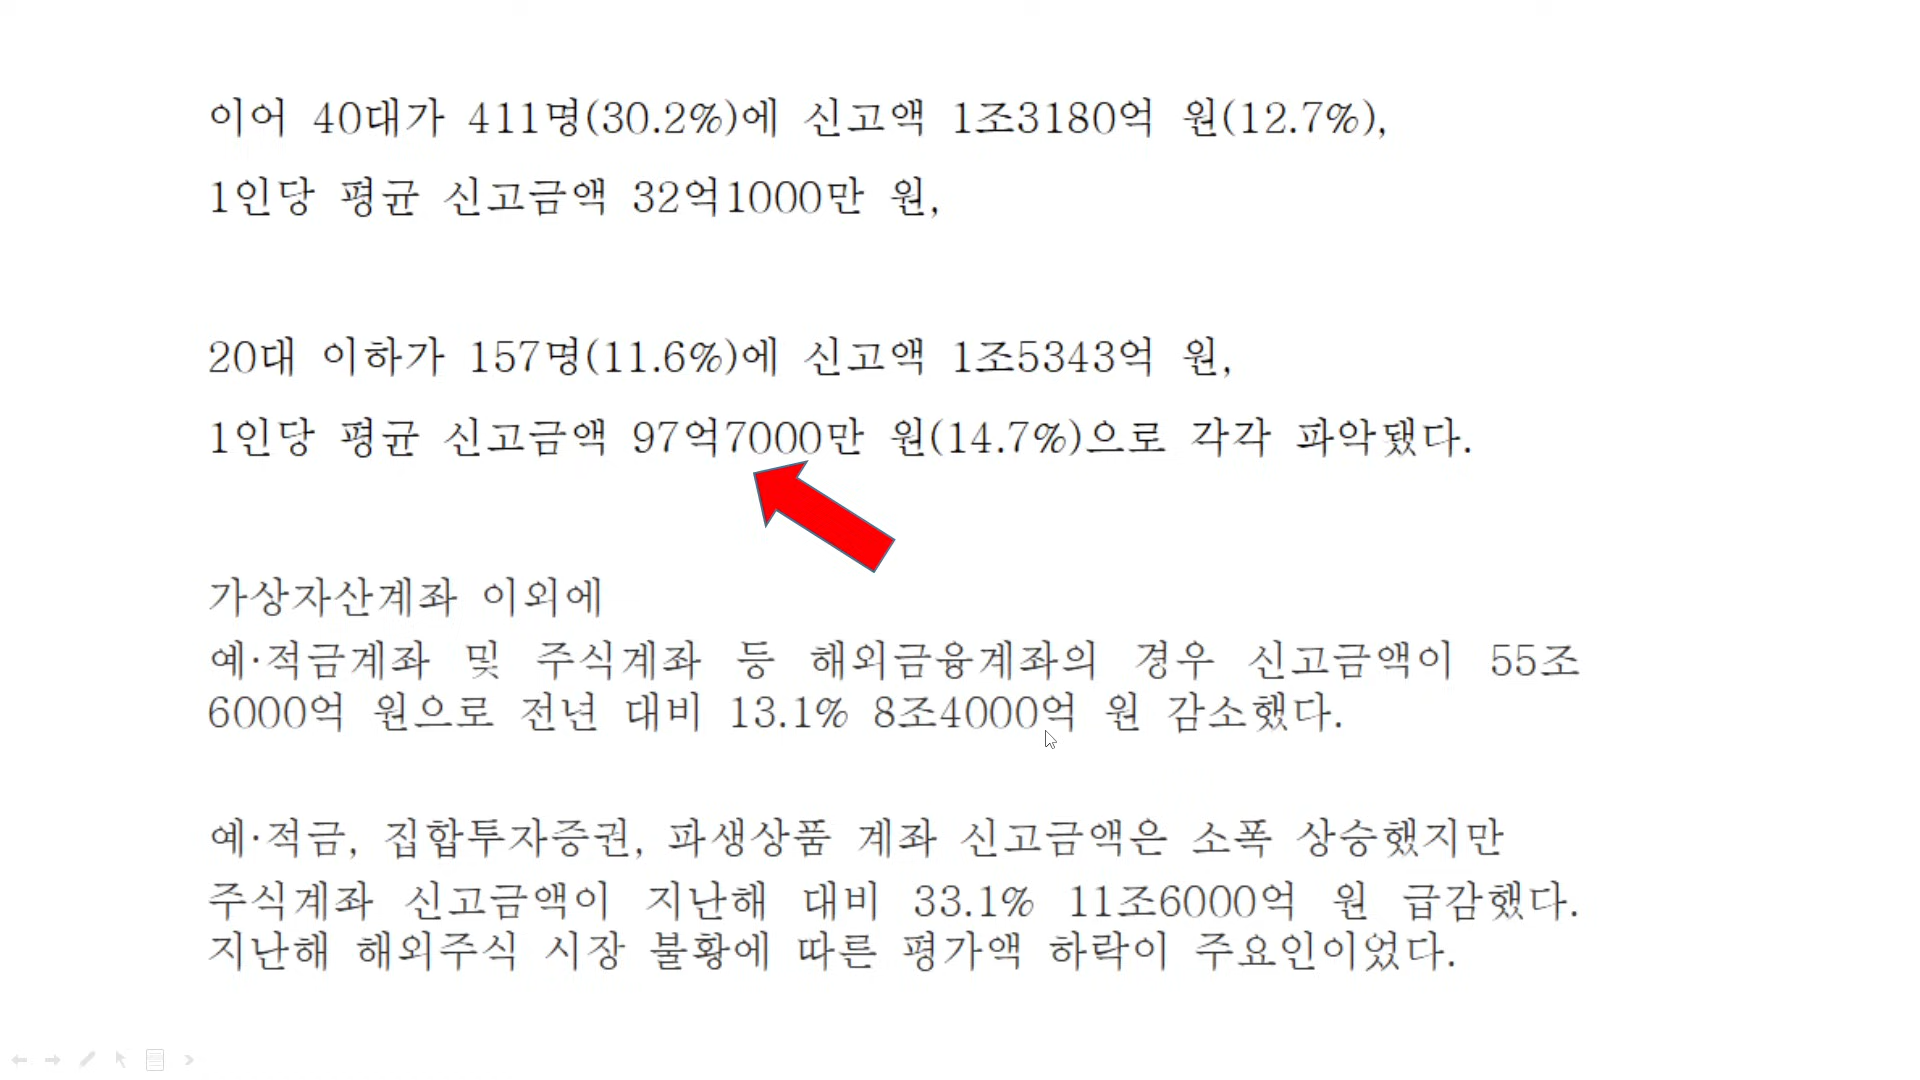 이어 40대가 411명(30.2%)에 신고액 1조3180억 원(12.7%),
1인당 평균 신고금액 32억1000만 원,
20대 이하가 157명(11.6%)에 신고액 1조5343억 원,
1인당 평균 신고금액 97억7000만 원(14.7%)으로 각각 파악됐다.
가상자산계좌 이외에
예·적금계좌 및 주식계좌 등 해외금융계좌의 경우 신고금액이 55조
6000억 원으로 전년 대비 13.1% 8조4000억 원 감소했다.
예·적금, 집합투자증권, 파생상품 계좌 신고금액은 소폭 상승했지만
주식계좌 신고금액이 지난해 대비 33.1% 11조6000억 원 급감했다.
지난해 해외주식 시장 불황에 따른 평가액 하락이 주요인이었다.